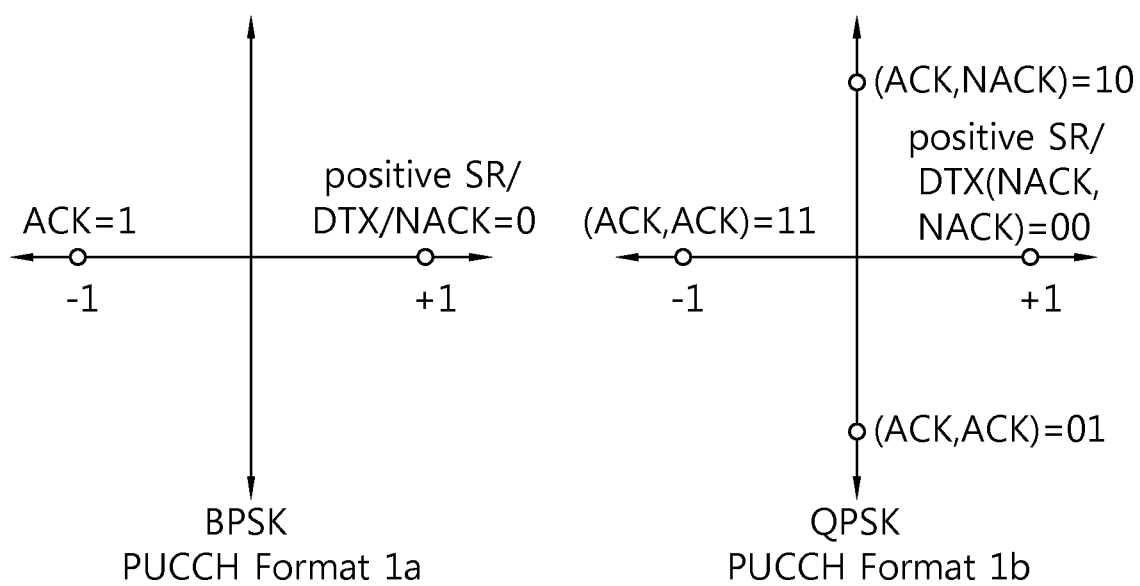 positive SR/
DTX/NACK=0
ACK=1
-1
+1
BPSK
PUCCH Format 1a
(ACK,NACK)=10
positive SR/
DTX(NACK,
NACK)=00
(ACK,ACK)=11
-1
+1
(ACK,ACK)=01
QPSK
PUCCH Format 1b